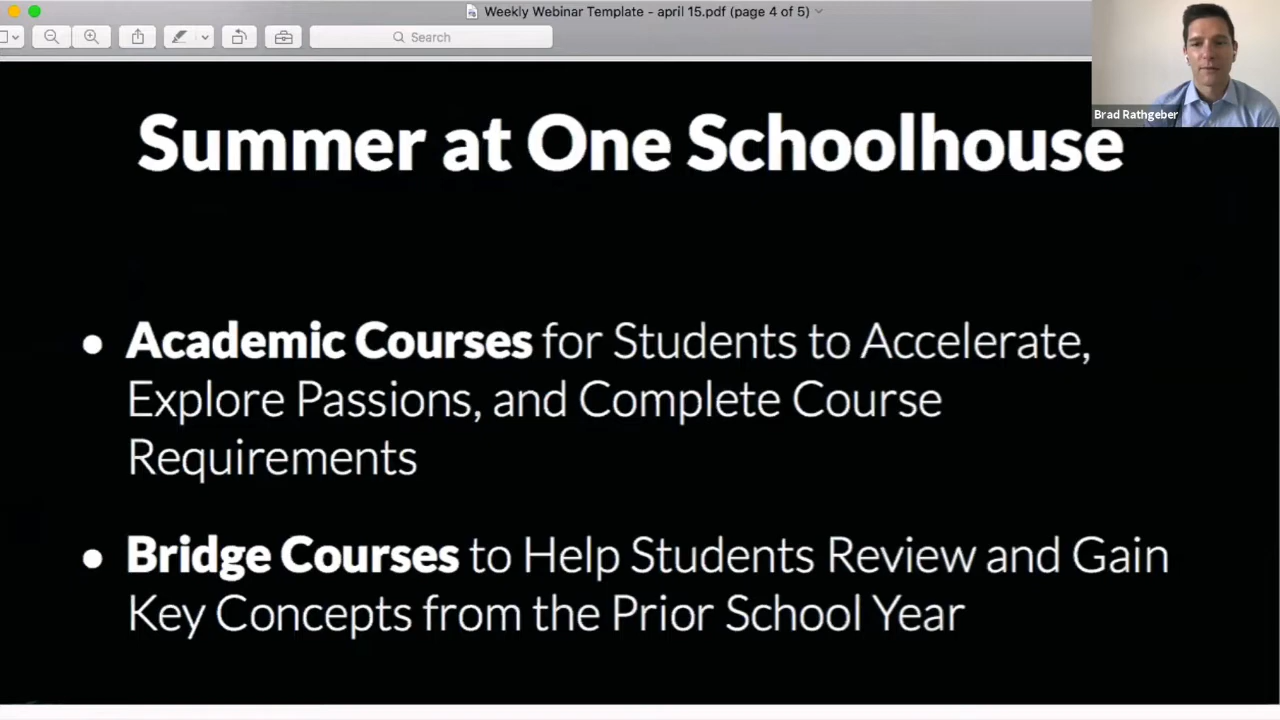 Weekly Webinar Template - april 15.pdf (page 4 of 5)
Search
Brad Rathgeber
Summer at One Schoolhouse
• Academic Courses for Students to Accelerate,
Explore Passions, and Complete Course
Requirements
• Bridge Courses to Help Students Review and Gain
Key Concepts from the Prior School Year